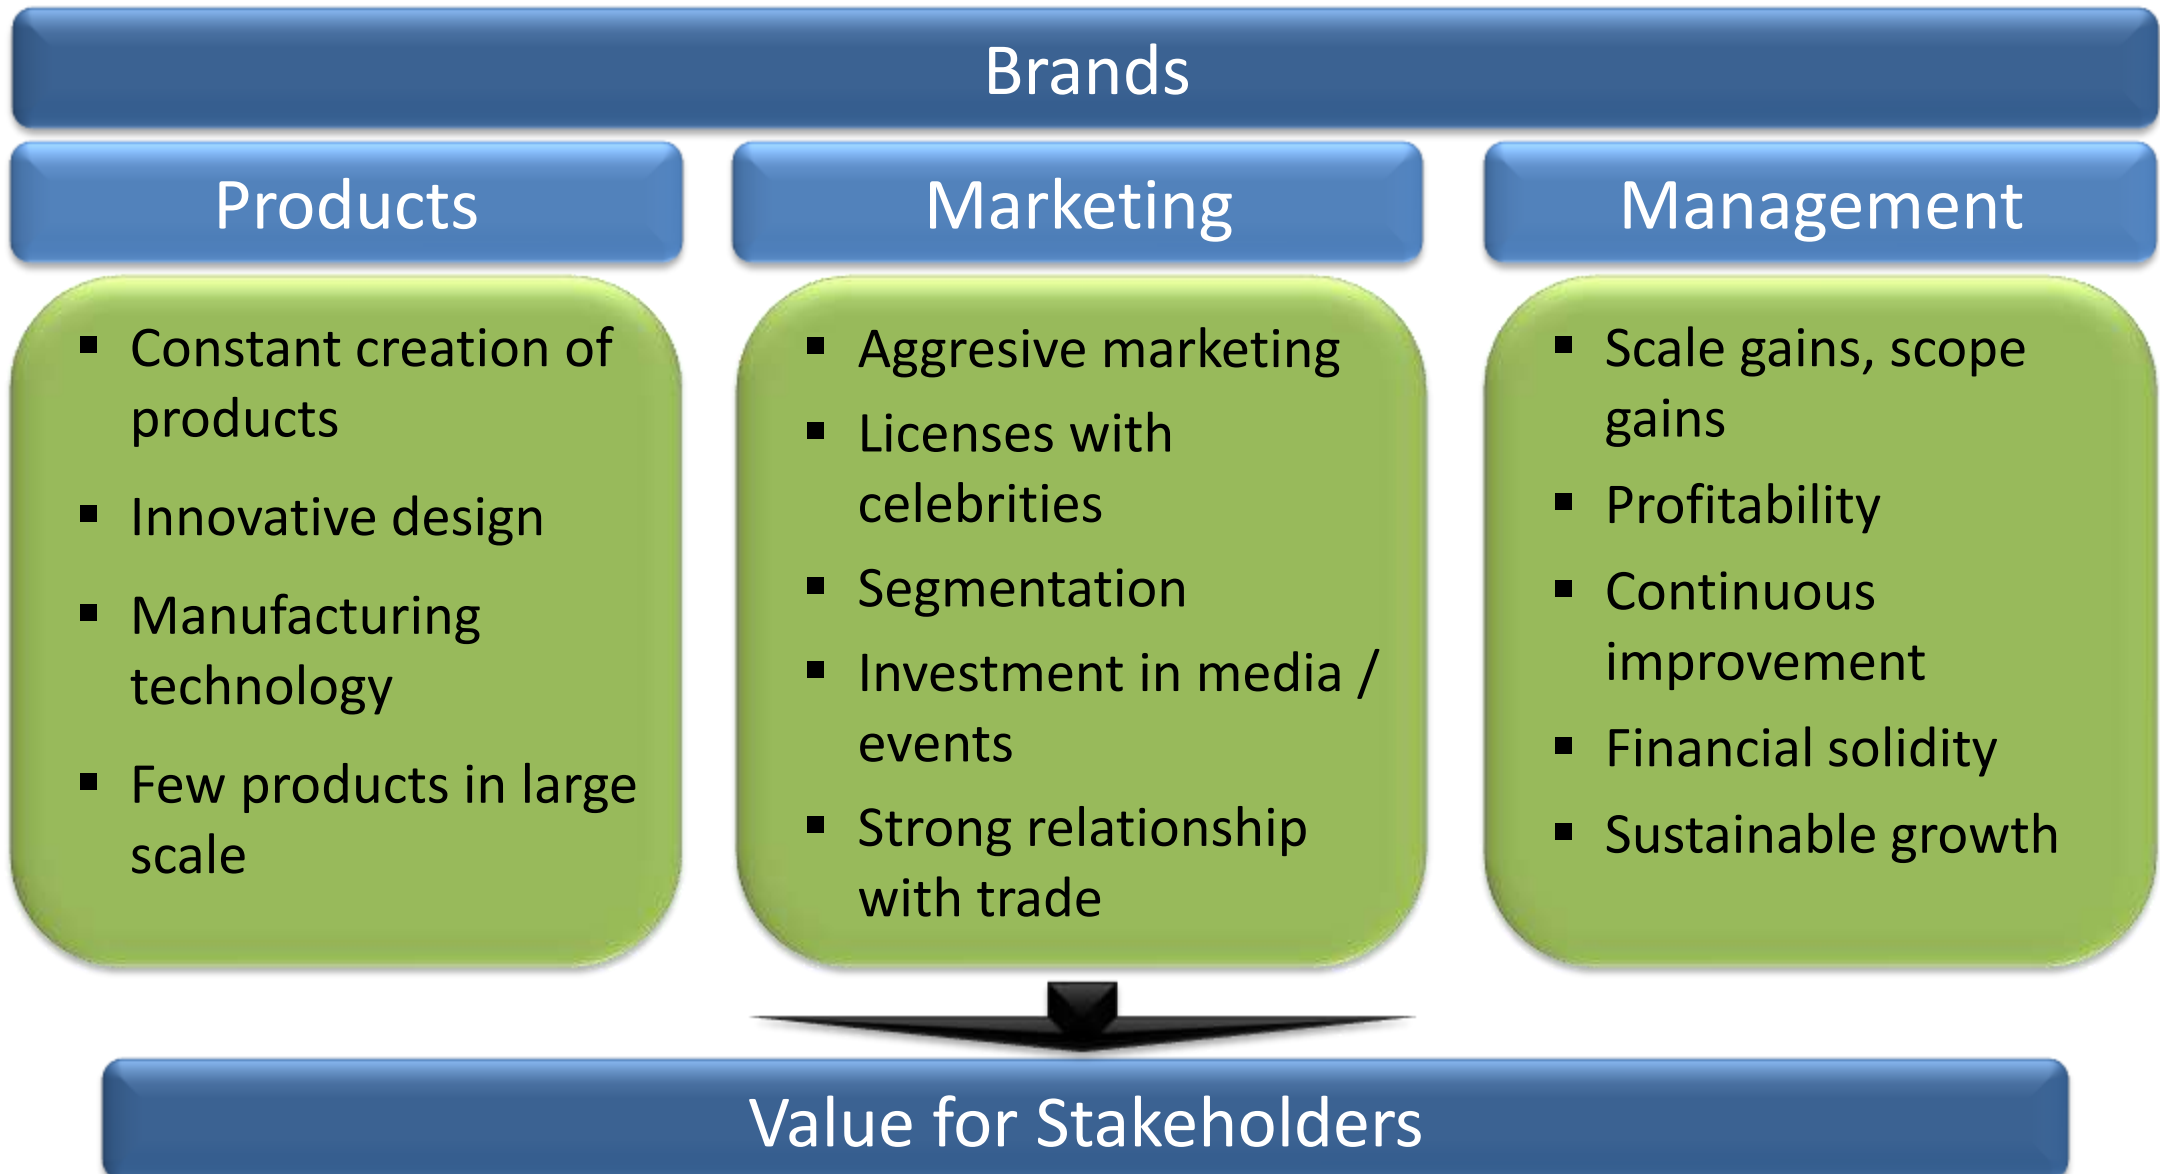 Brands
Products
Marketing
Management
▪ Constant creation of
products
▪ Innovative design
▪ Manufacturing
technology
▪ Few products in large
scale
▪ Aggresive marketing
▪ Licenses with
celebrities
▪ Segmentation
▪ Investment in media /
events
▪ Strong relationship
with trade
▪ Scale gains, scope
gains
▪ Profitability
▪ Continuous
improvement
▪ Financial solidity
▪ Sustainable growth
Value for Stakeholders